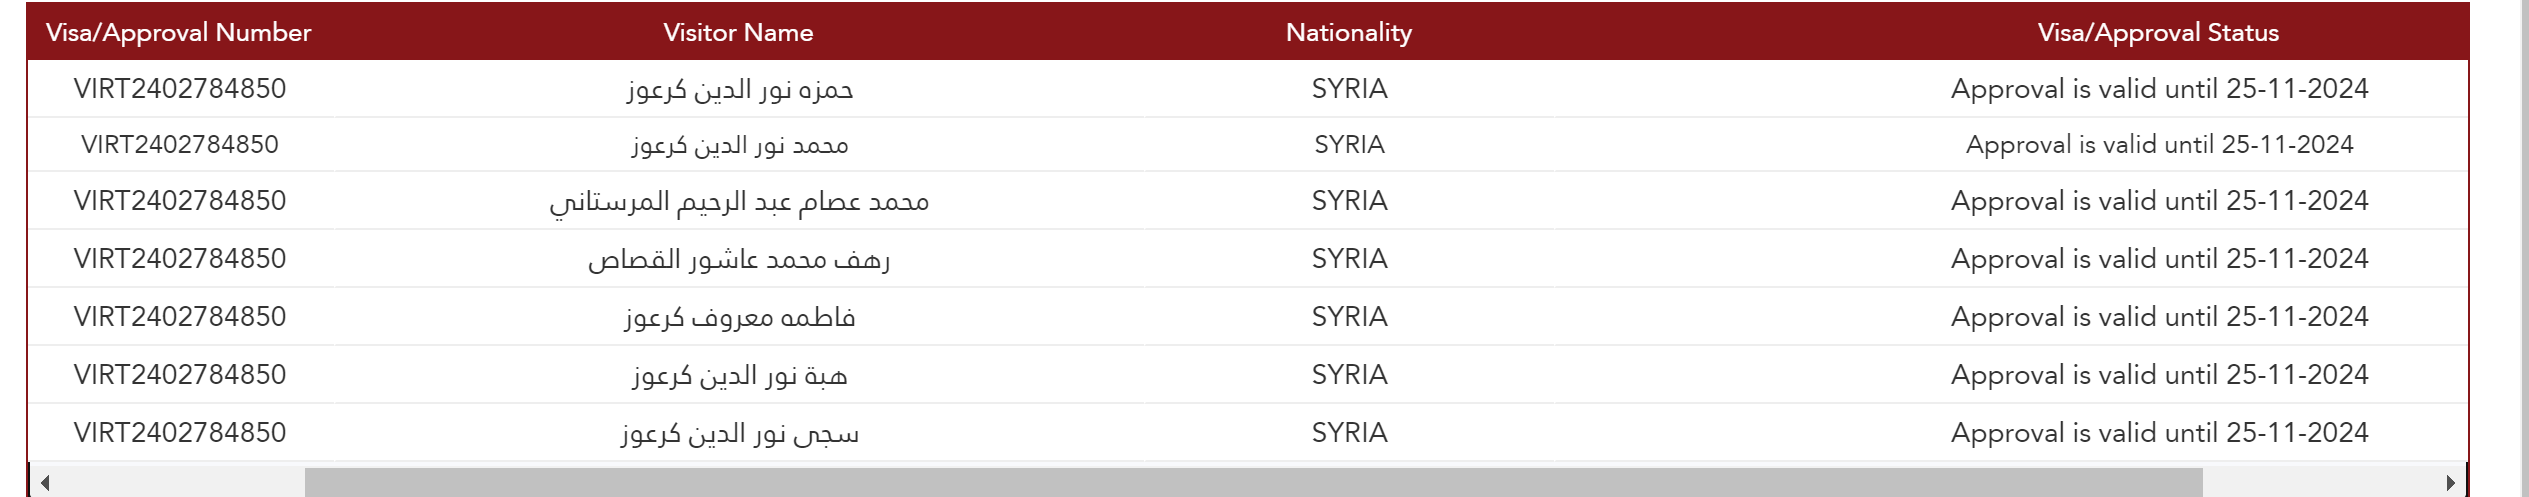 Visa/Approval Number Visitor Name Nationality Visa/Approval Status
VIRT2402784850 حمزه نور الدين كرعوز SYRIA Approval is valid until 25-11-2024
VIRT2402784850 محمد نور الدين كرعوز SYRIA Approval is valid until 25-11-2024
VIRT2402784850 محمد عصام عبد الرحيم المرستاني SYRIA Approval is valid until 25-11-2024
VIRT2402784850 رهف محمد عاشور القصاص SYRIA Approval is valid until 25-11-2024
VIRT2402784850 فاطمه معروف كرعوز SYRIA Approval is valid until 25-11-2024
VIRT2402784850 هبة نور الدين كرعوز SYRIA Approval is valid until 25-11-2024
VIRT2402784850 سجى نور الدين كرعوز SYRIA Approval is valid until 25-11-2024